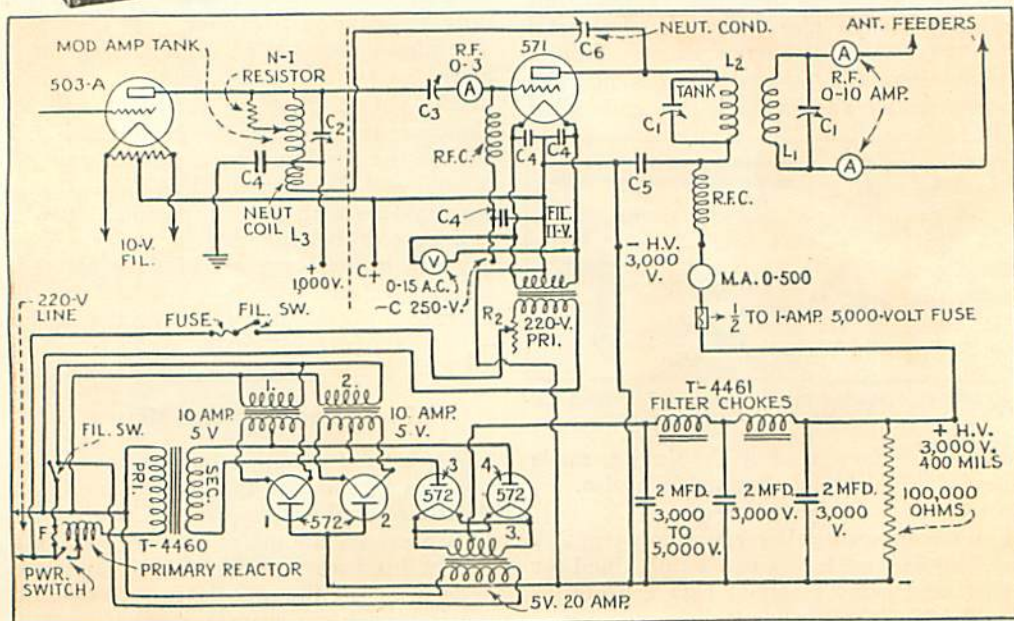 MOD AMP TANK
N-I
RESISTOR
503-A
R.F.
0-3
A
571
C6
NEUT. COND.
ANT. FEEDERS
A
R.F.
0-10 AMP.
L2
TANK
C1
C1
L1
A
C2
C3
R.F.C.
C4
C4
C4
NEUT
COIL
L3
C5
R.F.C.
10-V.
FIL.
+
1,000 V.
C+
C4
FIL.
11-V.
V
0-15 A.C.
-C 250-V.
- H.V.
3,000
V.
M.A. 0-500
220-V
LINE
FUSE
FIL. SW.
R2
220-V.
PRI.
1/2 TO 1-AMP. 5,000-VOLT FUSE
1.
2.
10 AMP.
5 V
10 AMP.
5 V.
T-4461
FILTER CHOKES
+ H.V.
3,000 V.
400 MILS
FIL. SW.
PRI.
SEC.
3
572
4
572
1
572
2
3.
2 MFD.
3,000
TO
5,000 V.
2 MFD.
3,000 V.
2 MFD.
3,000
V.
100,000
OHMS
F
T-4460
PWR.
SWITCH
PRIMARY REACTOR
5V. 20 AMP.
-